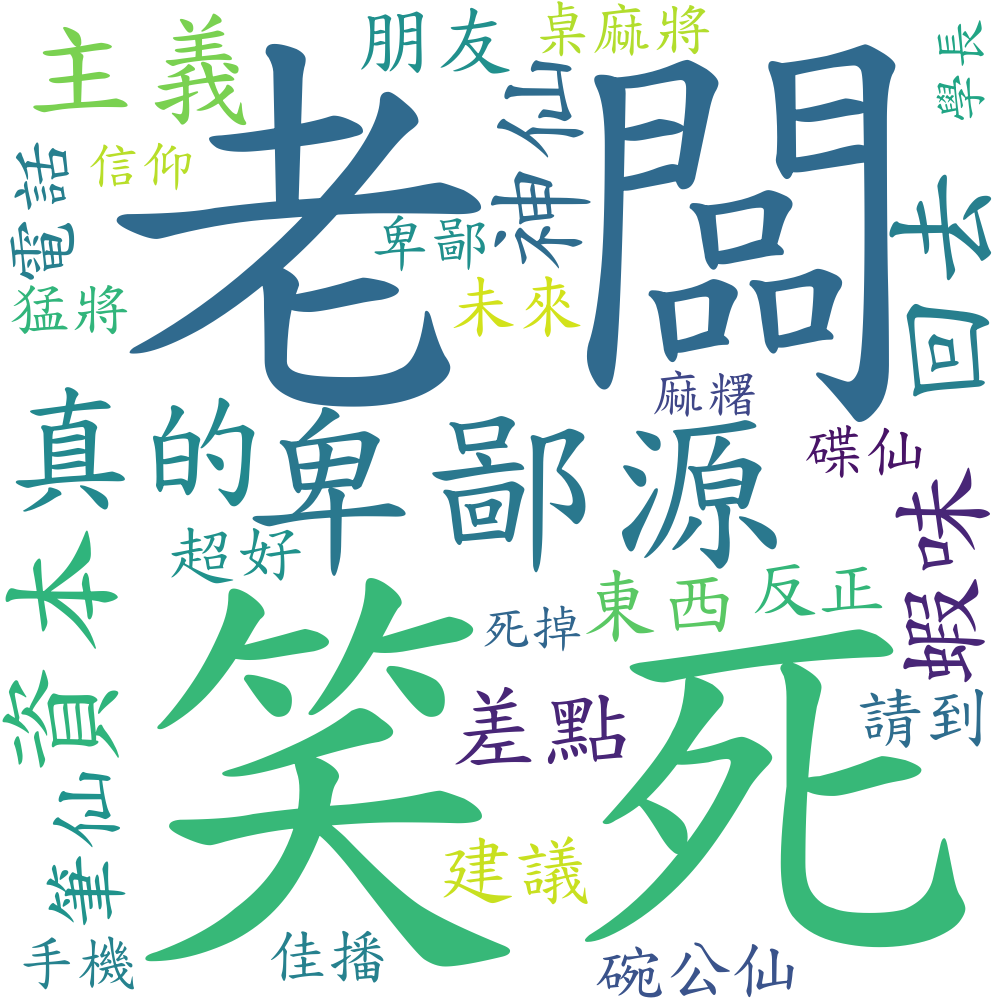 主義
朋友
桌麻將
學長
老闆
神仙
電話
信仰
卑鄙
回去
猛將
未來
麻糬
真的
卑鄙源
碟仙
蝦味
超好
資本
東西
反正
死掉
笑死
差點
請到
筆仙
建議
手機
佳播
碗公仙